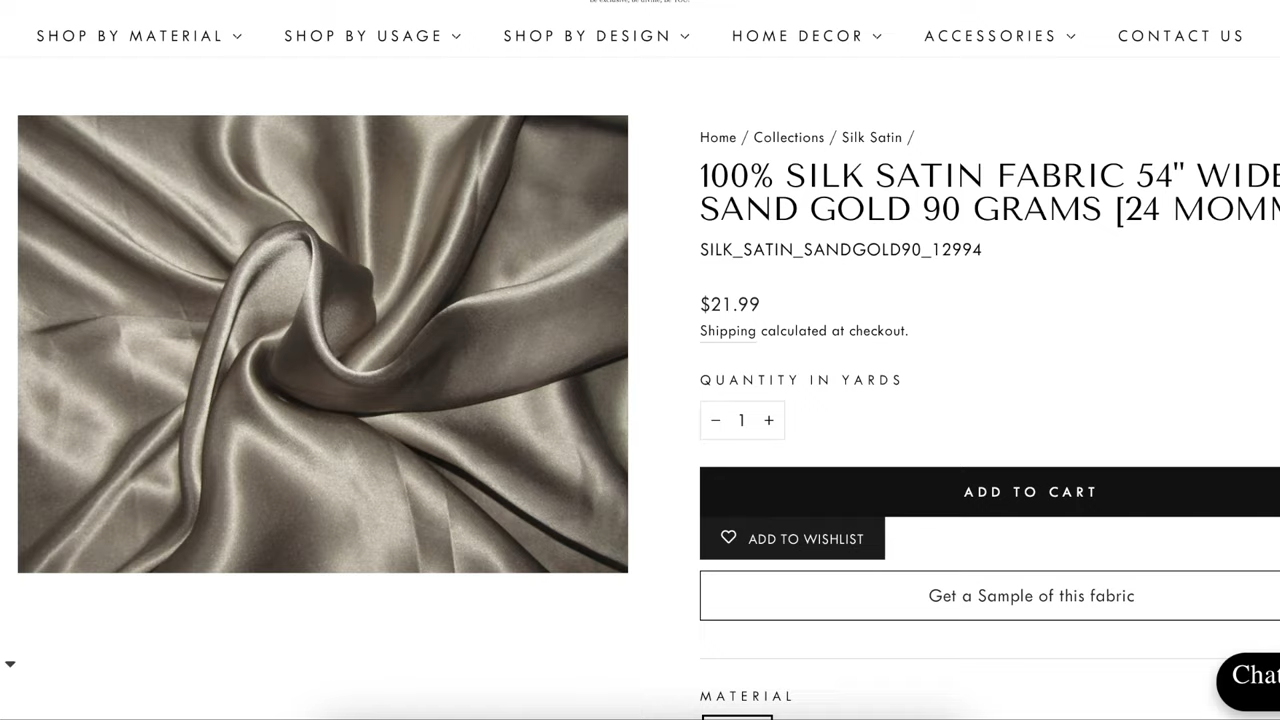 SHOP BY MATERIAL SHOP BY USAGE SHOP BY DESIGN HOME DECOR ACCESSORIES CONTACT US
Home / Collections / Silk Satin /
100% SILK SATIN FABRIC 54" WIDE
SAND GOLD 90 GRAMS [24 MOMM
SILK_SATIN_SANDGOLD90_12994
$21.99
Shipping calculated at checkout.
QUANTITY IN YARDS
− 1 +
ADD TO CART
ADD TO WISHLIST
Get a Sample of this fabric
Chat
MATERIAL